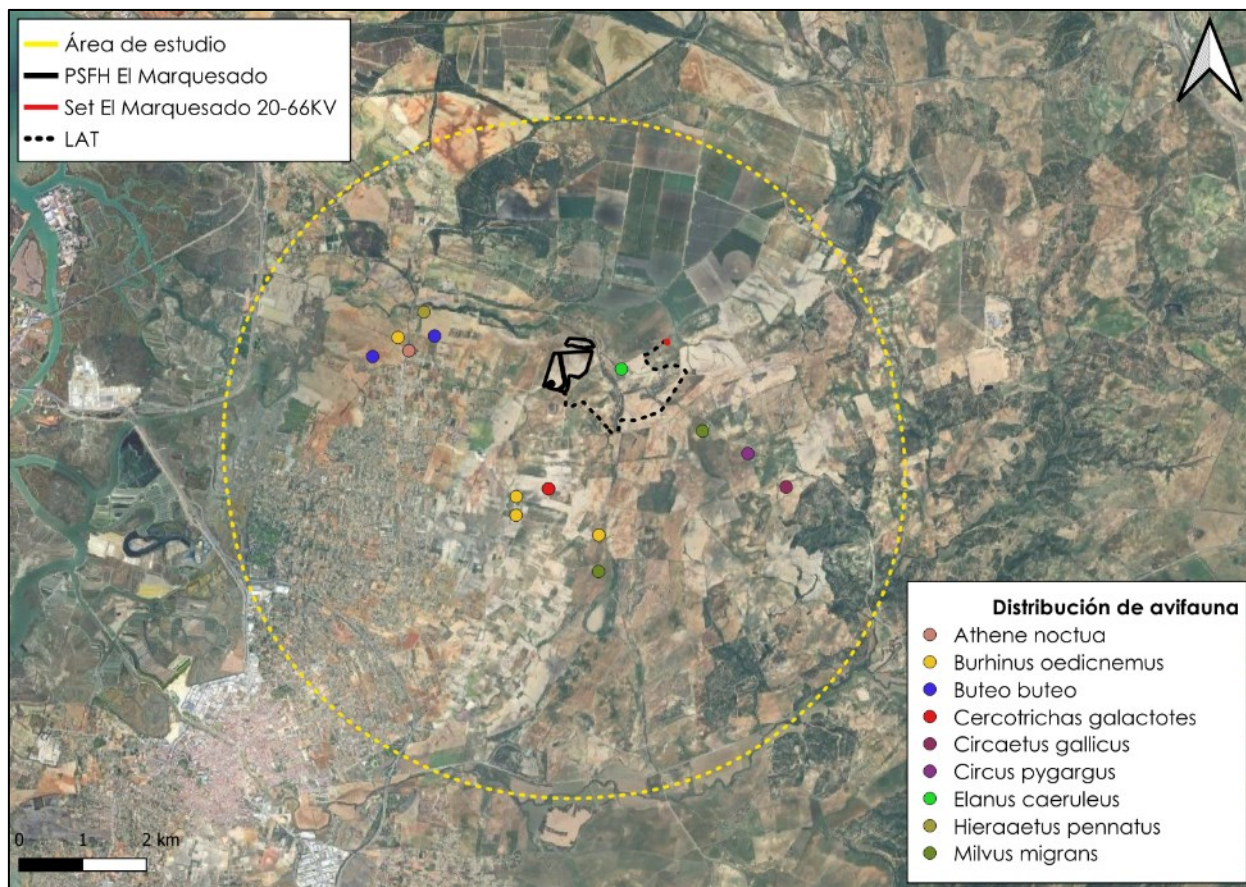 Área de estudio
PSFH El Marquesado
Set El Marquesado 20-66KV
LAT
Distribución de avifauna
Athene noctua
Burhinus oedicnemus
Buteo buteo
Cercotrichas galactotes
Circaetus gallicus
Circus pygargus
Elanus caeruleus
Hieraaetus pennatus
Milvus migrans
0 1 2 km